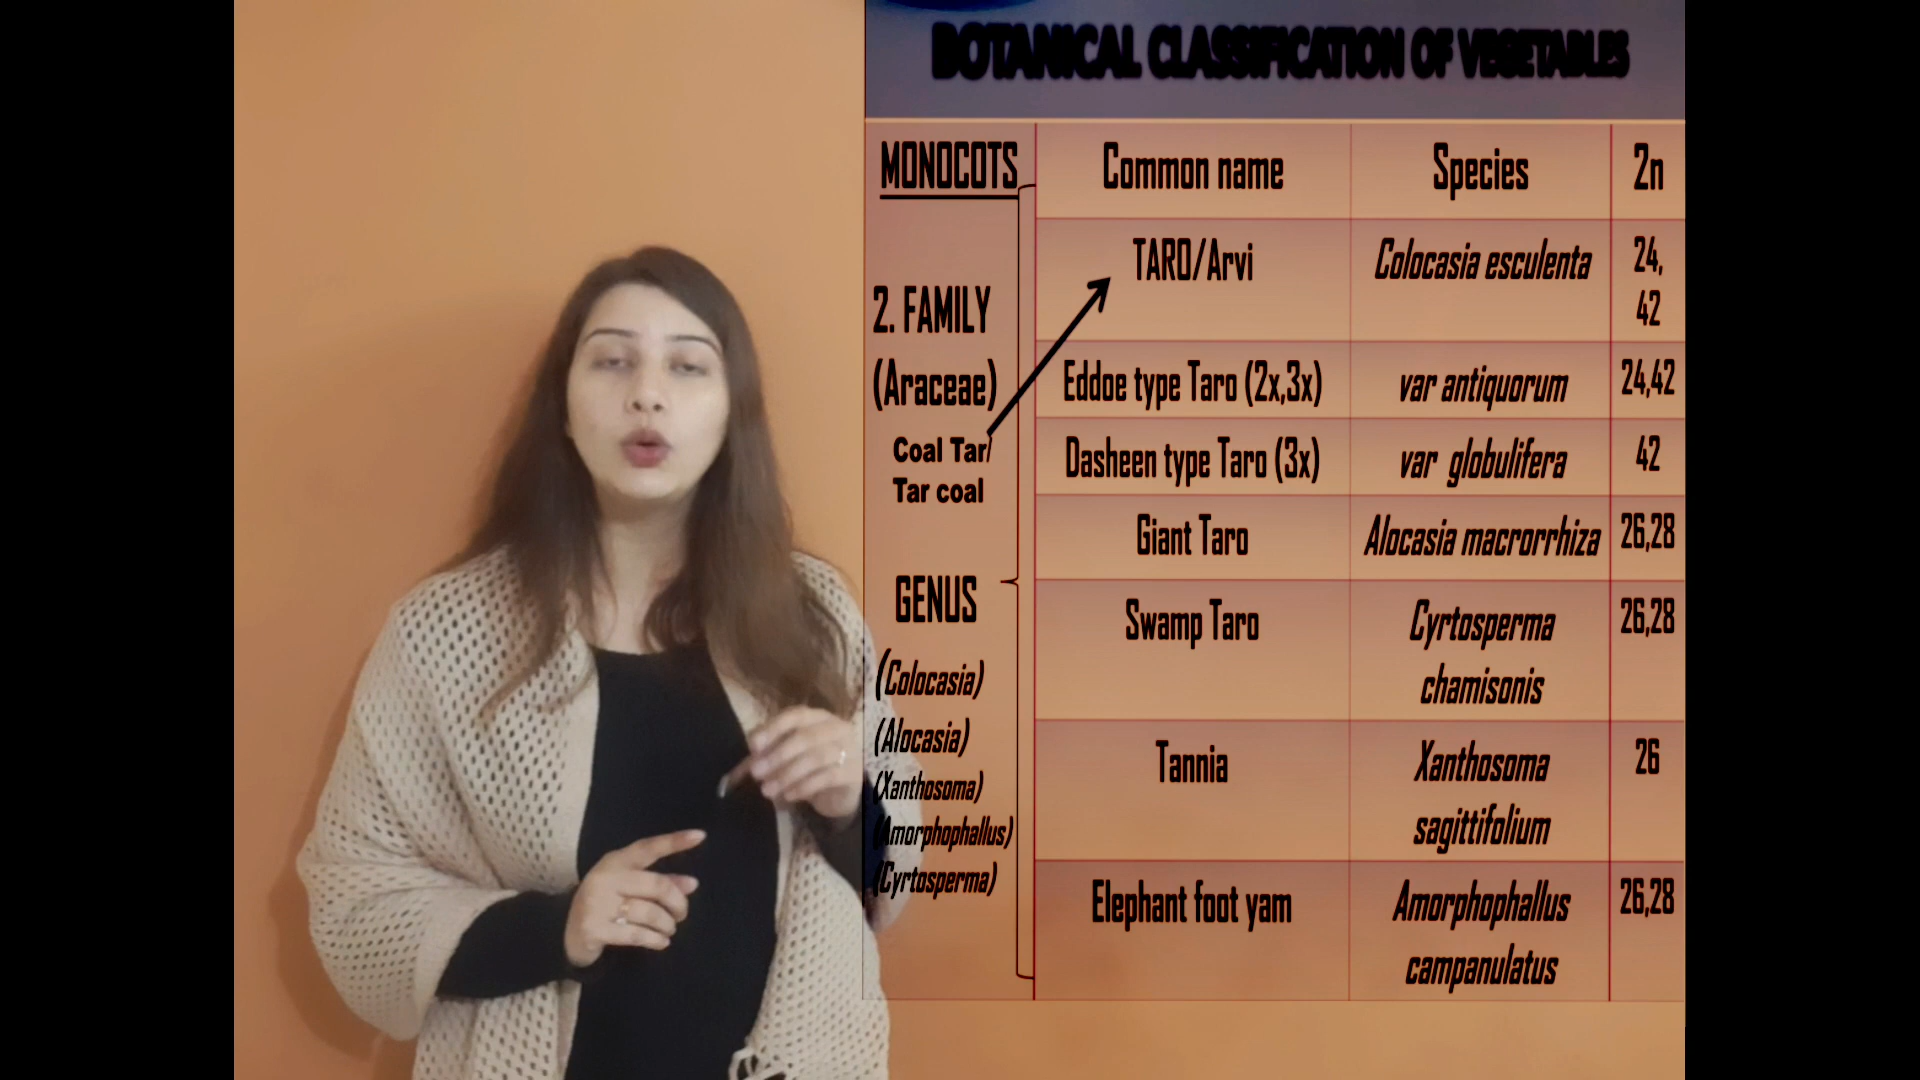 BOTANICAL CLASSIFICATION OF VEGETABLES
MONOCOTS
2. FAMILY
(Araceae)
Coal Tar/
Tar coal
GENUS
(Colocasia)
(Alocasia)
(Xanthosoma)
(Amorphophallus)
(Cyrtosperma)
Common name Species 2n
TARO/Arvi Colocasia esculenta 24,
42
Eddoe type Taro (2x,3x) var antiquorum 24,42
Dasheen type Taro (3x) var globulifera 42
Giant Taro Alocasia macrorrhiza 26,28
Swamp Taro Cyrtosperma 26,28
chamisonis
Tannia Xanthosoma 26
sagittifolium
Elephant foot yam Amorphophallus 26,28
campanulatus